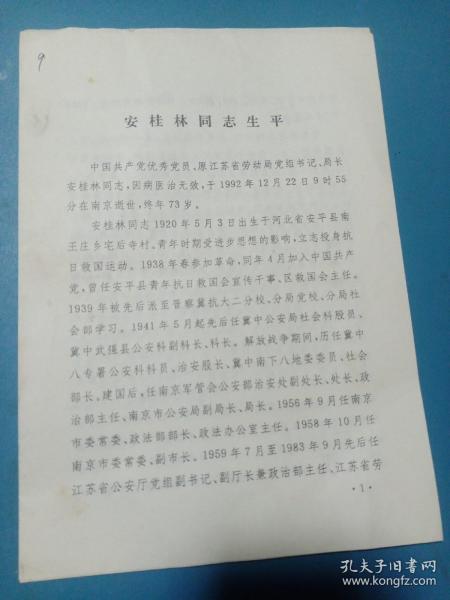 9
安桂林同志生平
中国共产党优秀党员、原江苏省劳动局党组书记、局长
安桂林同志，因病医治无效，于1992年12月22日9时55
分在南京逝世，终年73岁。
安桂林同志1920年5月3日出生于河北省安平县南
王庄乡宅后寺村。青年时期受进步思想的影响，立志投身抗
日救国运动。1938年春参加革命，同年4月加入中国共产
党，曾任安平县青年抗日救国会宣传干事、区救国会主任。
1939年被先后派至晋察冀抗大二分校、分局党校、分局社
会部学习。1941年5月起先后任冀中公安局社会科股员、
冀中武强县公安科副科长、科长。解放战争期间，历任冀中
八专署公安科科员、治安股长、冀中南下八地委委员、社会
部长。建国后，任南京军管会公安部治安处副处长、处长、政
治部主任、南京市公安局副局长、局长。1956年9月任南京
市委常委、政法部部长、政法办公室主任。1958年10月任
南京市委常委、副市长。1959年7月至1983年9月先后任
江苏省公安厅党组副书记、副厅长兼政治部主任、江苏省劳
·1·
孔夫子旧书网
www.kongfz.com